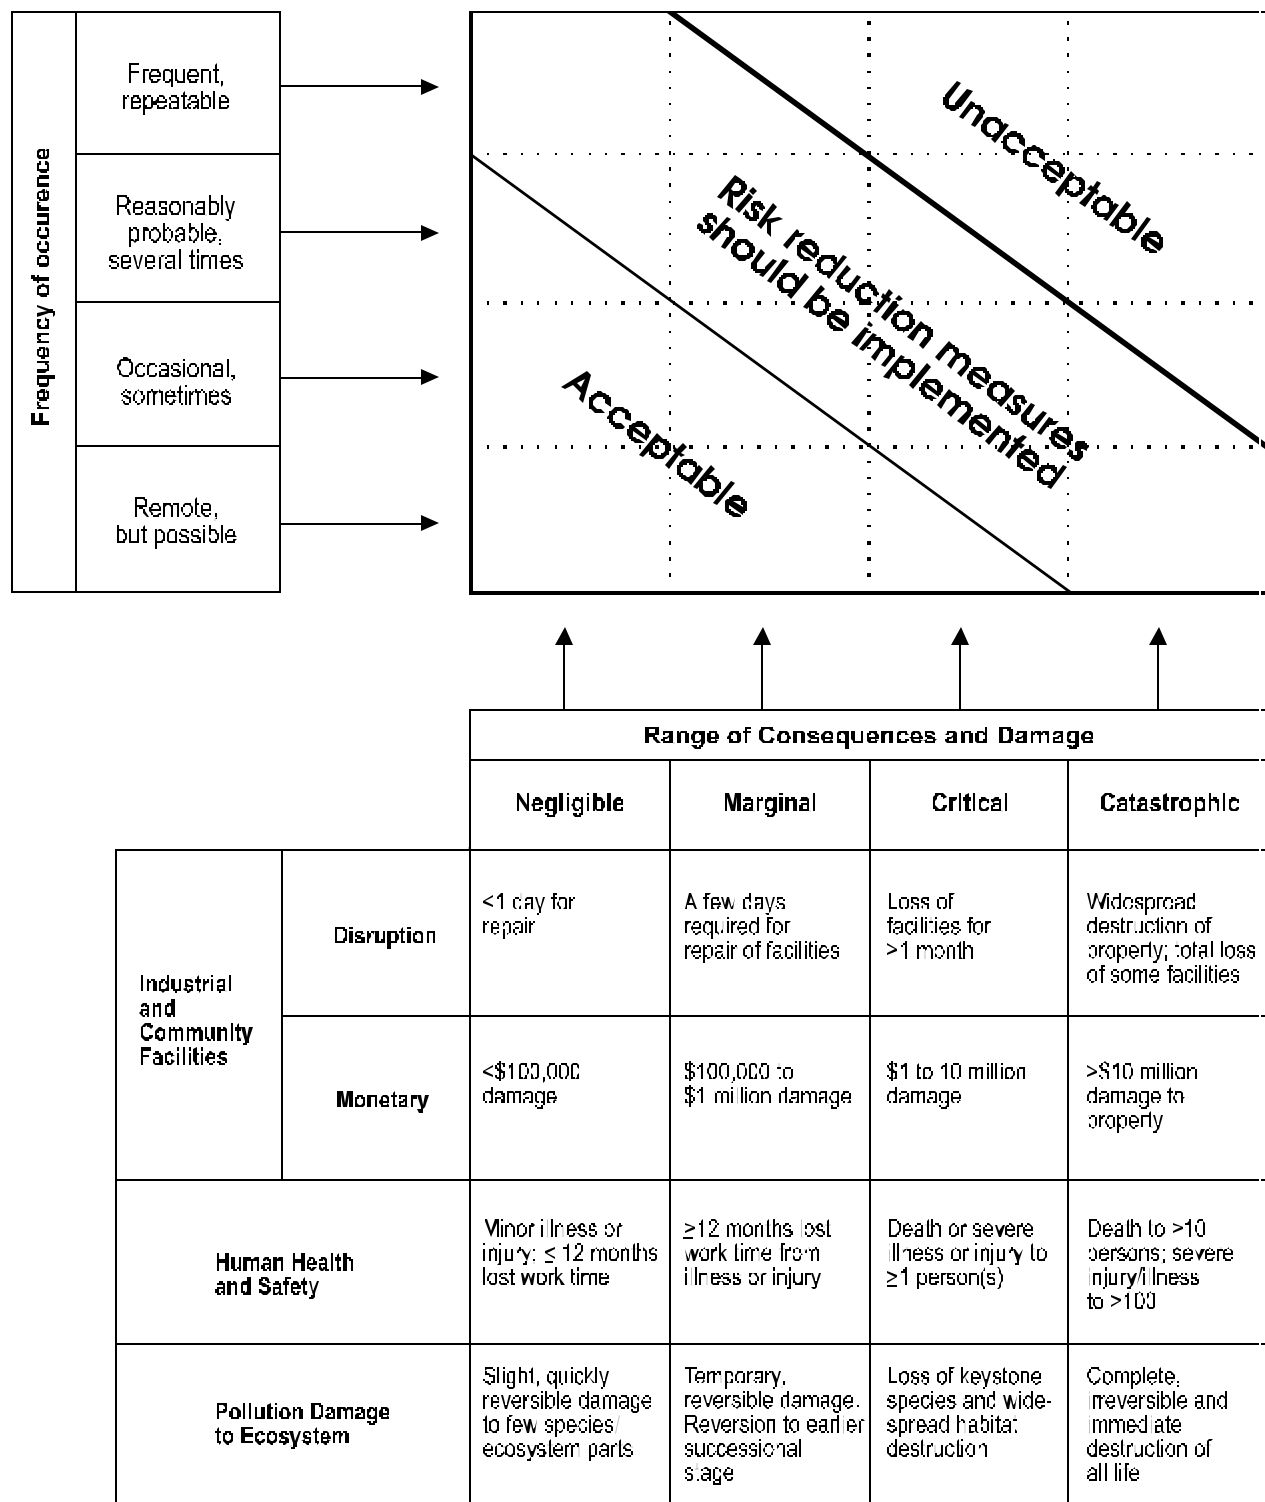 Frequency of occurence
Frequent,
repeatable
Reasonably
probable,
several times
Occasional,
sometimes
Remote,
but possible
Unacceptable
Risk reduction measures
should be implemented
Acceptable
Range of Consequences and Damage
Negligible
Marginal
Critical
Catastrophic
Industrial
and
Community
Facilities
Disruption
<1 day for
repair
A few days
required for
repair of facilities
Loss of
facilities for
>1 month
Widespread
destruction of
property; total loss
of some facilities
Monetary
<$100,000
damage
$100,000 to
$1 million damage
$1 to 10 million
damage
>$10 million
damage to
property
Human Health
and Safety
Minor illness or
injury; ≤ 12 months
lost work time
≥12 months lost
work time from
illness or injury
Death or severe
illness or injury to
≥1 person(s)
Death to >10
persons; severe
injury/illness
to >100
Pollution Damage
to Ecosystem
Slight, quickly
reversible damage
to few species/
ecosystem parts
Temporary,
reversible damage.
Reversion to earlier
successional
stage
Loss of keystone
species and wide-
spread habitat
destruction
Complete,
irreversible and
immediate
destruction of
all life